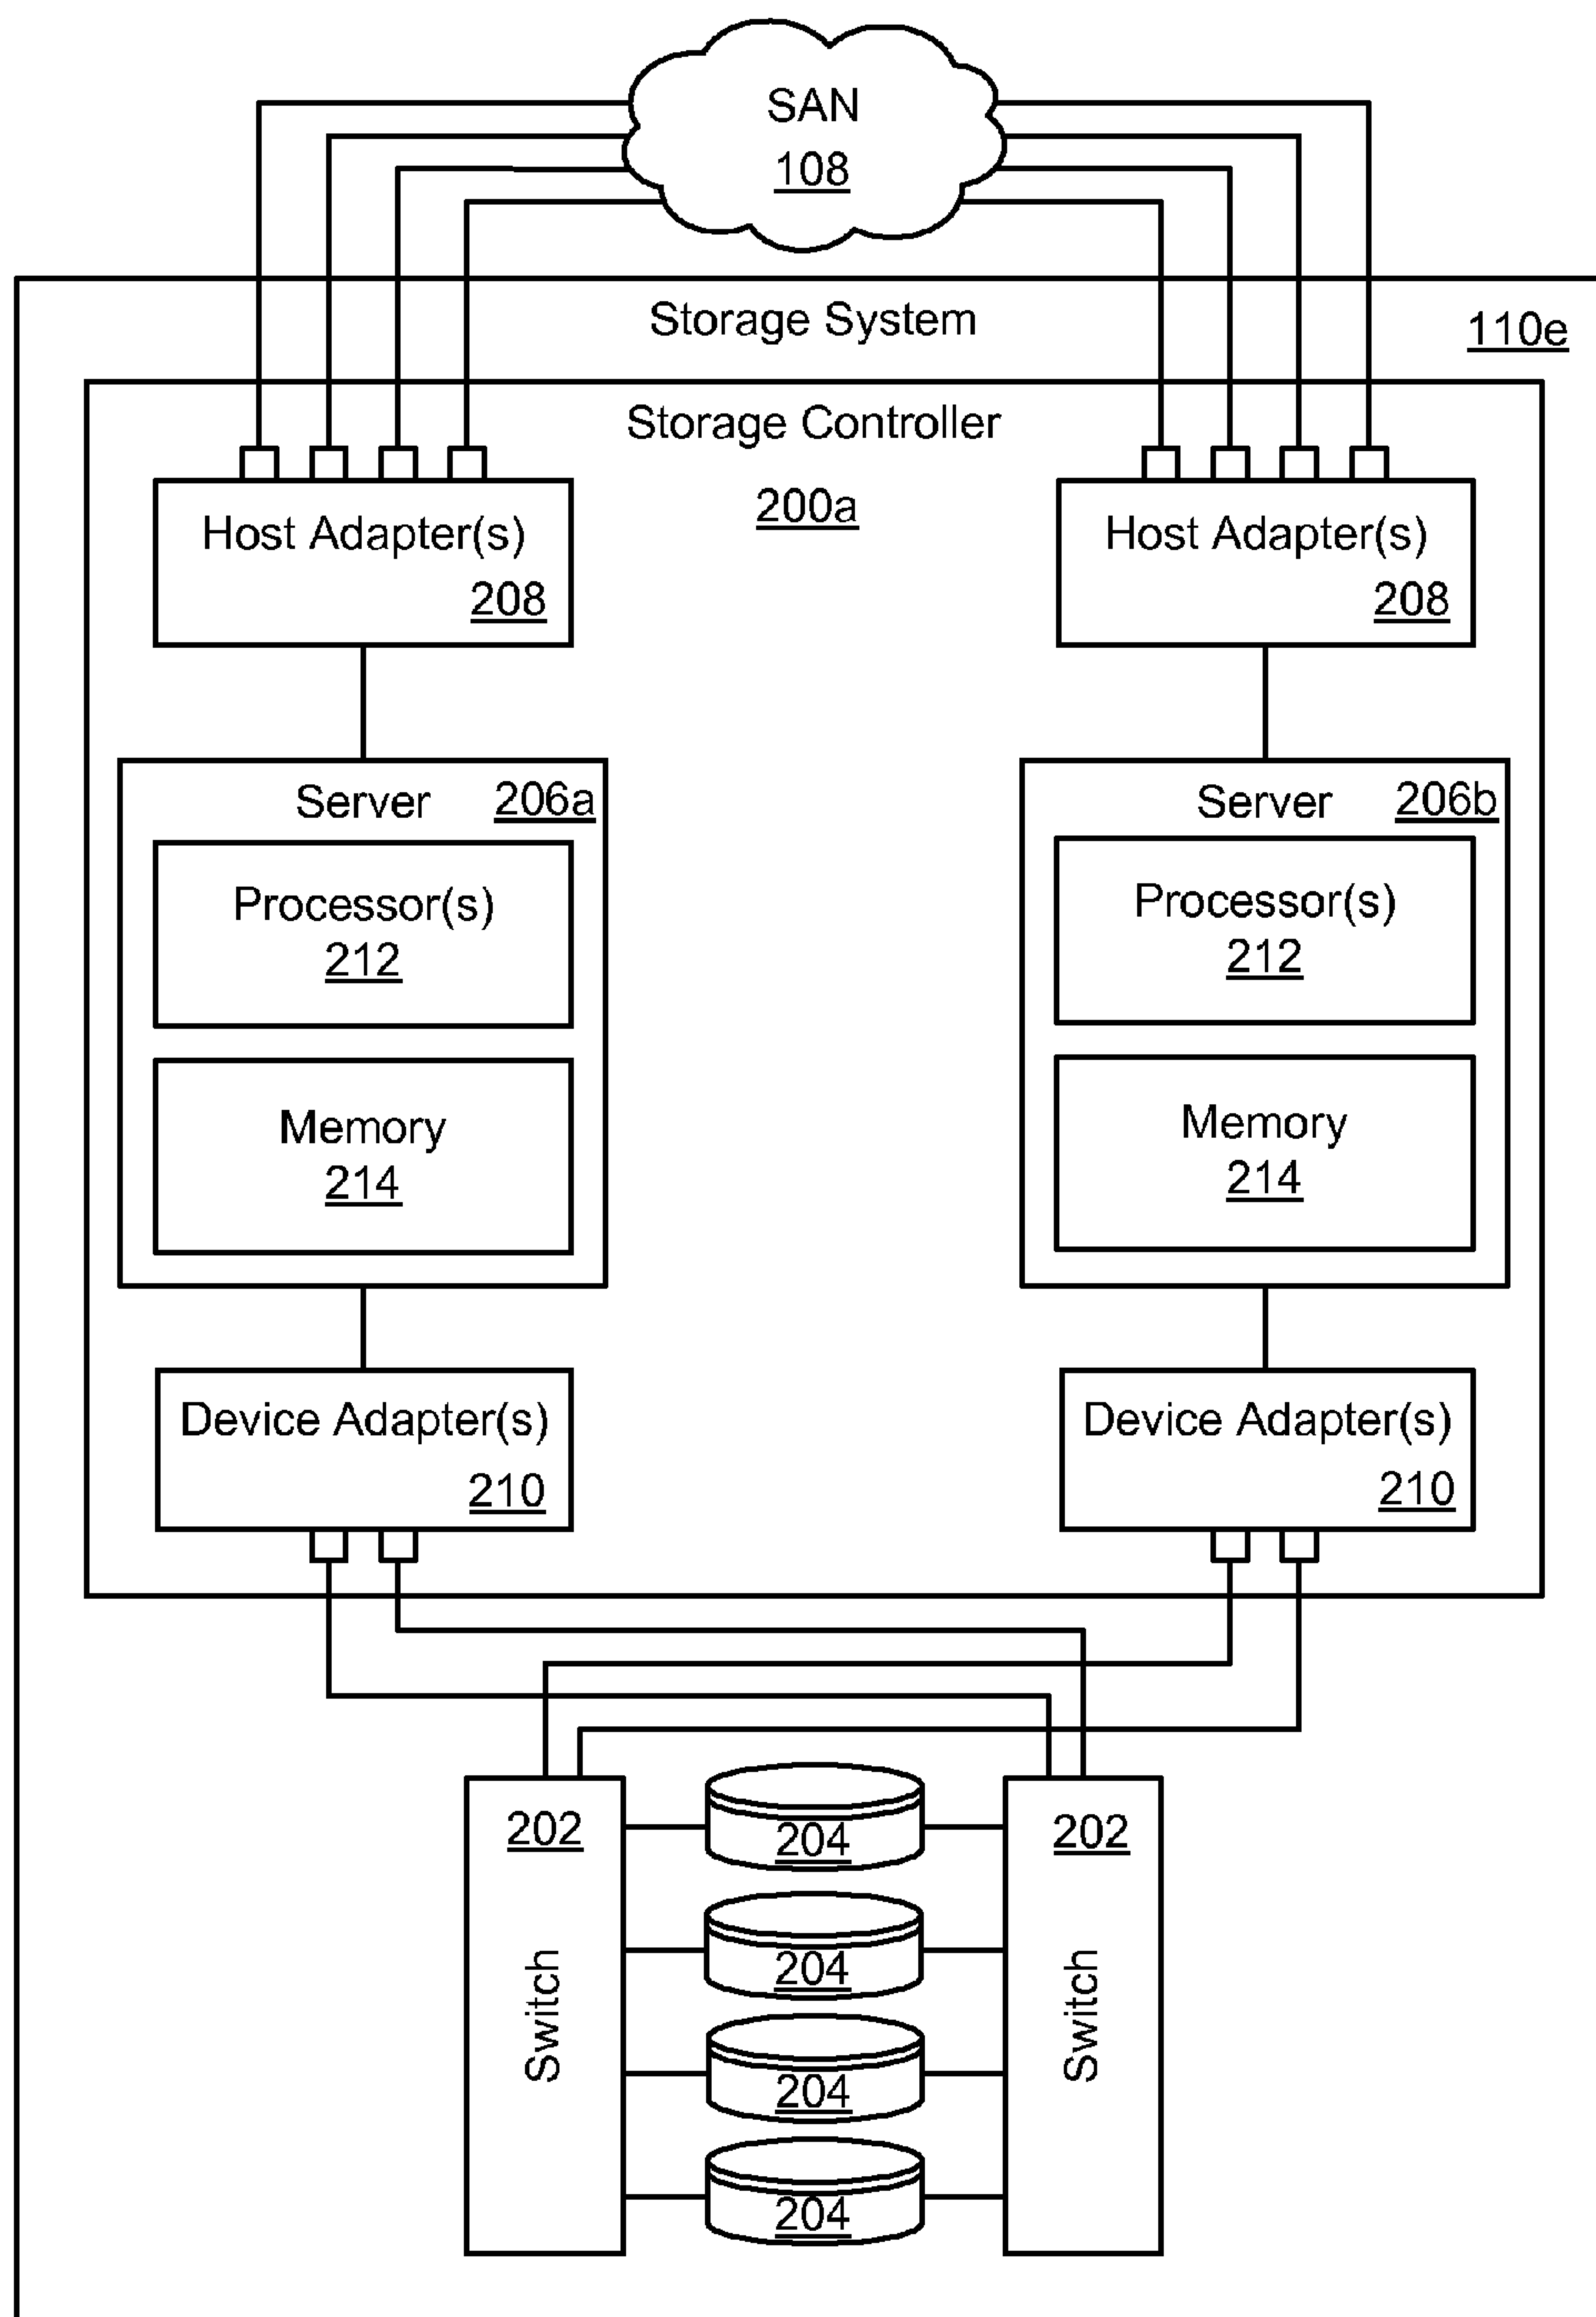 SAN
108
Storage System
110e
Storage Controller
200a
Host Adapter(s)
208
Host Adapter(s)
208
Server
206a
Processor(s)
212
Memory
214
Server
206b
Processor(s)
212
Memory
214
Device Adapter(s)
210
Device Adapter(s)
210
202
Switch
204
204
204
204
202
Switch